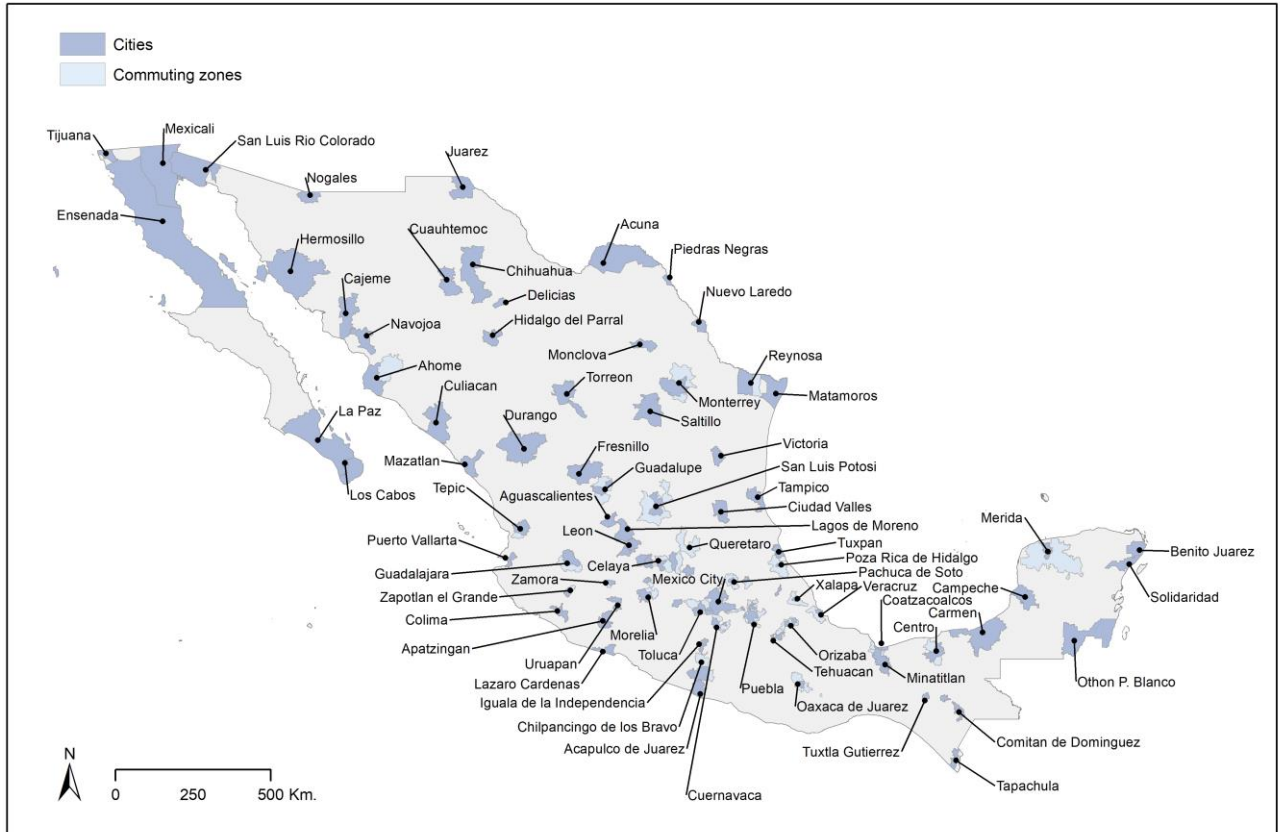 Cities
Commuting zones
Tijuana
Mexicali
San Luis Rio Colorado
Nogales
Juarez
Ensenada
Hermosillo
Cuauhtemoc
Acuna
Piedras Negras
Cajeme
Chihuahua
Delicias
Nuevo Laredo
Navojoa
Hidalgo del Parral
Monclova
Reynosa
Ahome
Torreon
Culiacan
Monterrey
Matamoros
La Paz
Durango
Saltillo
Fresnillo
Victoria
Mazatlan
Guadalupe
San Luis Potosi
Los Cabos
Tepic
Aguascalientes
Tampico
Ciudad Valles
Lagos de Moreno
Merida
Puerto Vallarta
Leon
Queretaro
Tuxpan
Benito Juarez
Guadalajara
Celaya
Poza Rica de Hidalgo
Zamora
Mexico City
Pachuca de Soto
Xalapa
Veracruz
Campeche
Solidaridad
Zapotlan el Grande
Coatzacoalcos
Carmen
Colima
Centro
Apatzingan
Morelia
Orizaba
Uruapan
Toluca
Tehuacan
Minatitlan
Othon P. Blanco
Lazaro Cardenas
Puebla
Iguala de la Independencia
Oaxaca de Juarez
Chilpancingo de los Bravo
Comitan de Dominguez
Acapulco de Juarez
Tuxtla Gutierrez
Tapachula
Cuernavaca
N
0 250 500 Km.